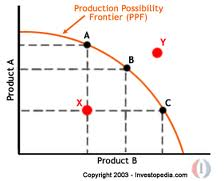 Production Possibility
Frontier (PPF)
A
Y
B
X
C
Product A
Product B
Copyright 2003 - Investopedia.com